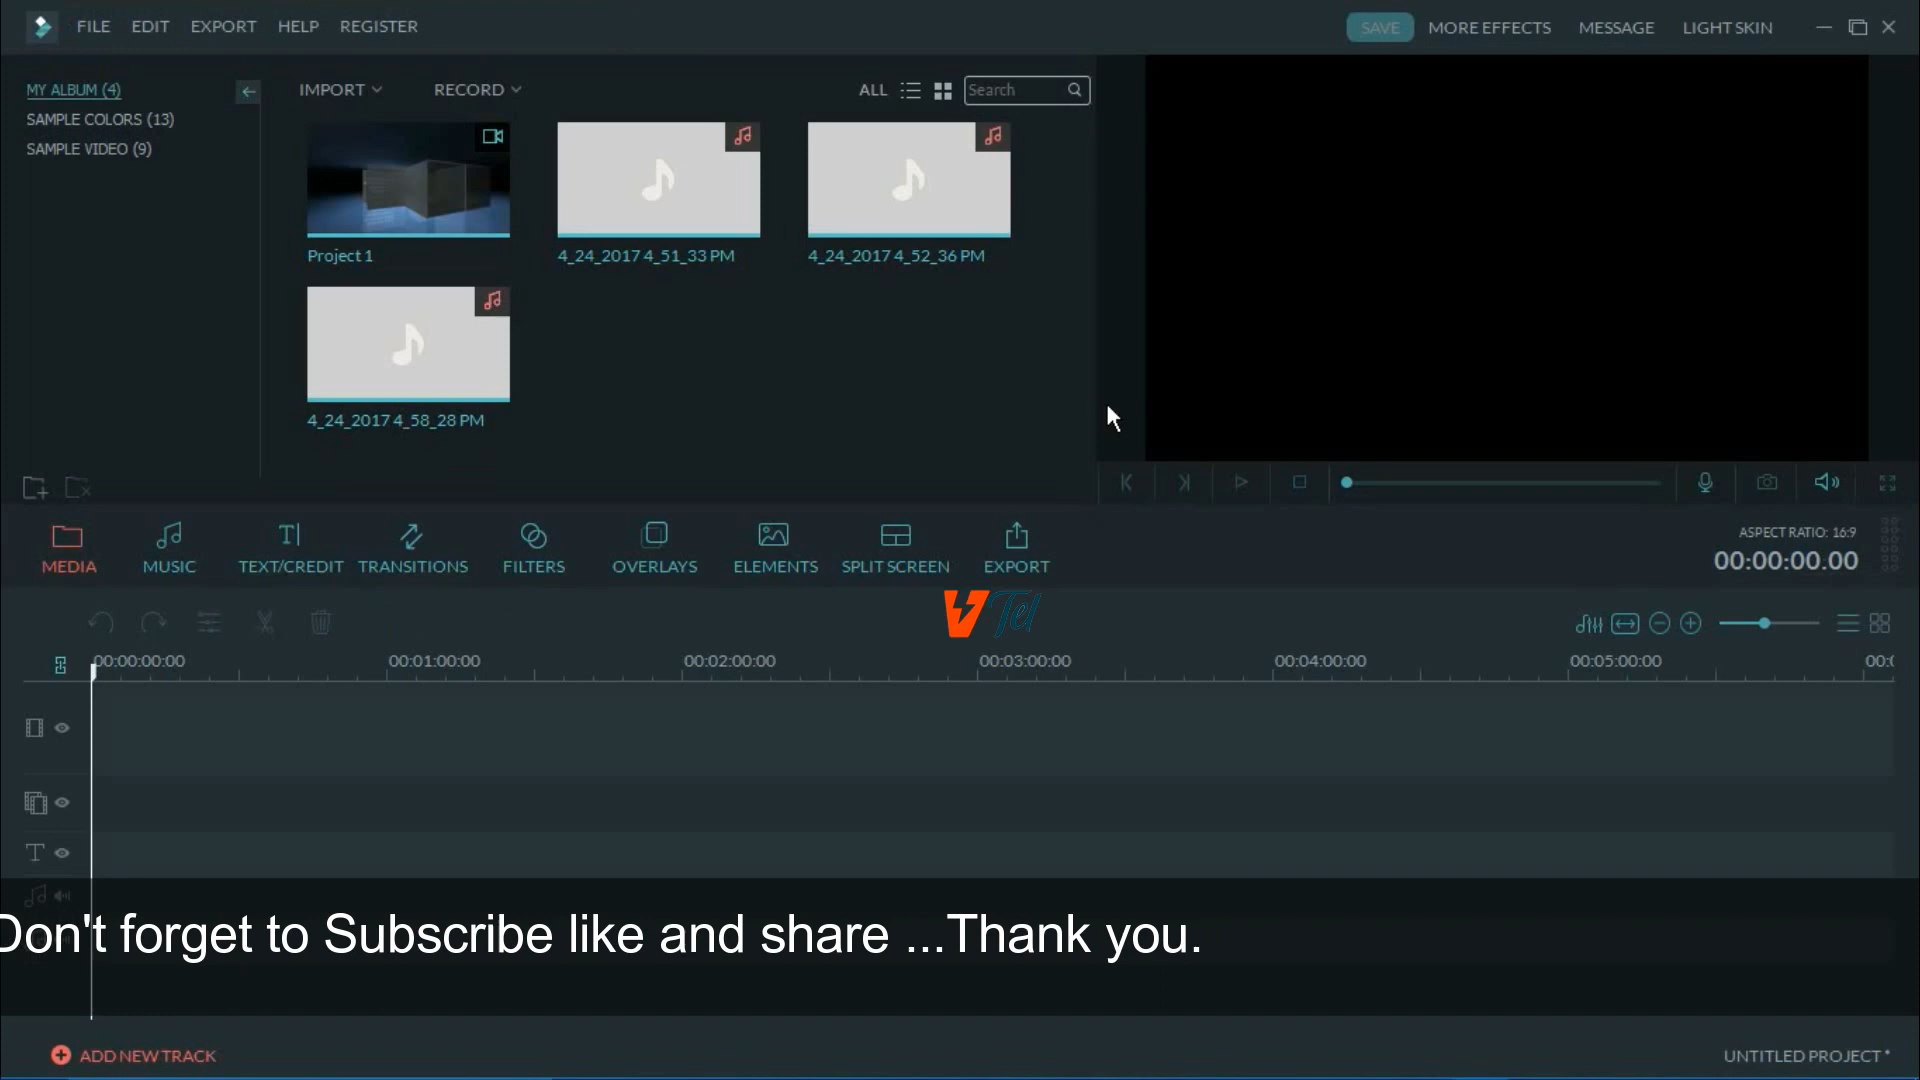 FILE EDIT EXPORT HELP REGISTER
SAVE MORE EFFECTS MESSAGE LIGHT SKIN
MY ALBUM (4)
SAMPLE COLORS (13)
SAMPLE VIDEO (9)
IMPORT RECORD ALL Search
Project 1
4_24_2017 4_51_33 PM
4_24_2017 4_52_36 PM
4_24_2017 4_58_28 PM
MEDIA MUSIC TEXT/CREDIT TRANSITIONS FILTERS OVERLAYS ELEMENTS SPLIT SCREEN EXPORT
ASPECT RATIO: 16:9
00:00:00.00
V Tel
00:00:00:00 00:01:00:00 00:02:00:00 00:03:00:00 00:04:00:00 00:05:00:00 00:0
Don't forget to Subscribe like and share ...Thank you.
ADD NEW TRACK
UNTITLED PROJECT *